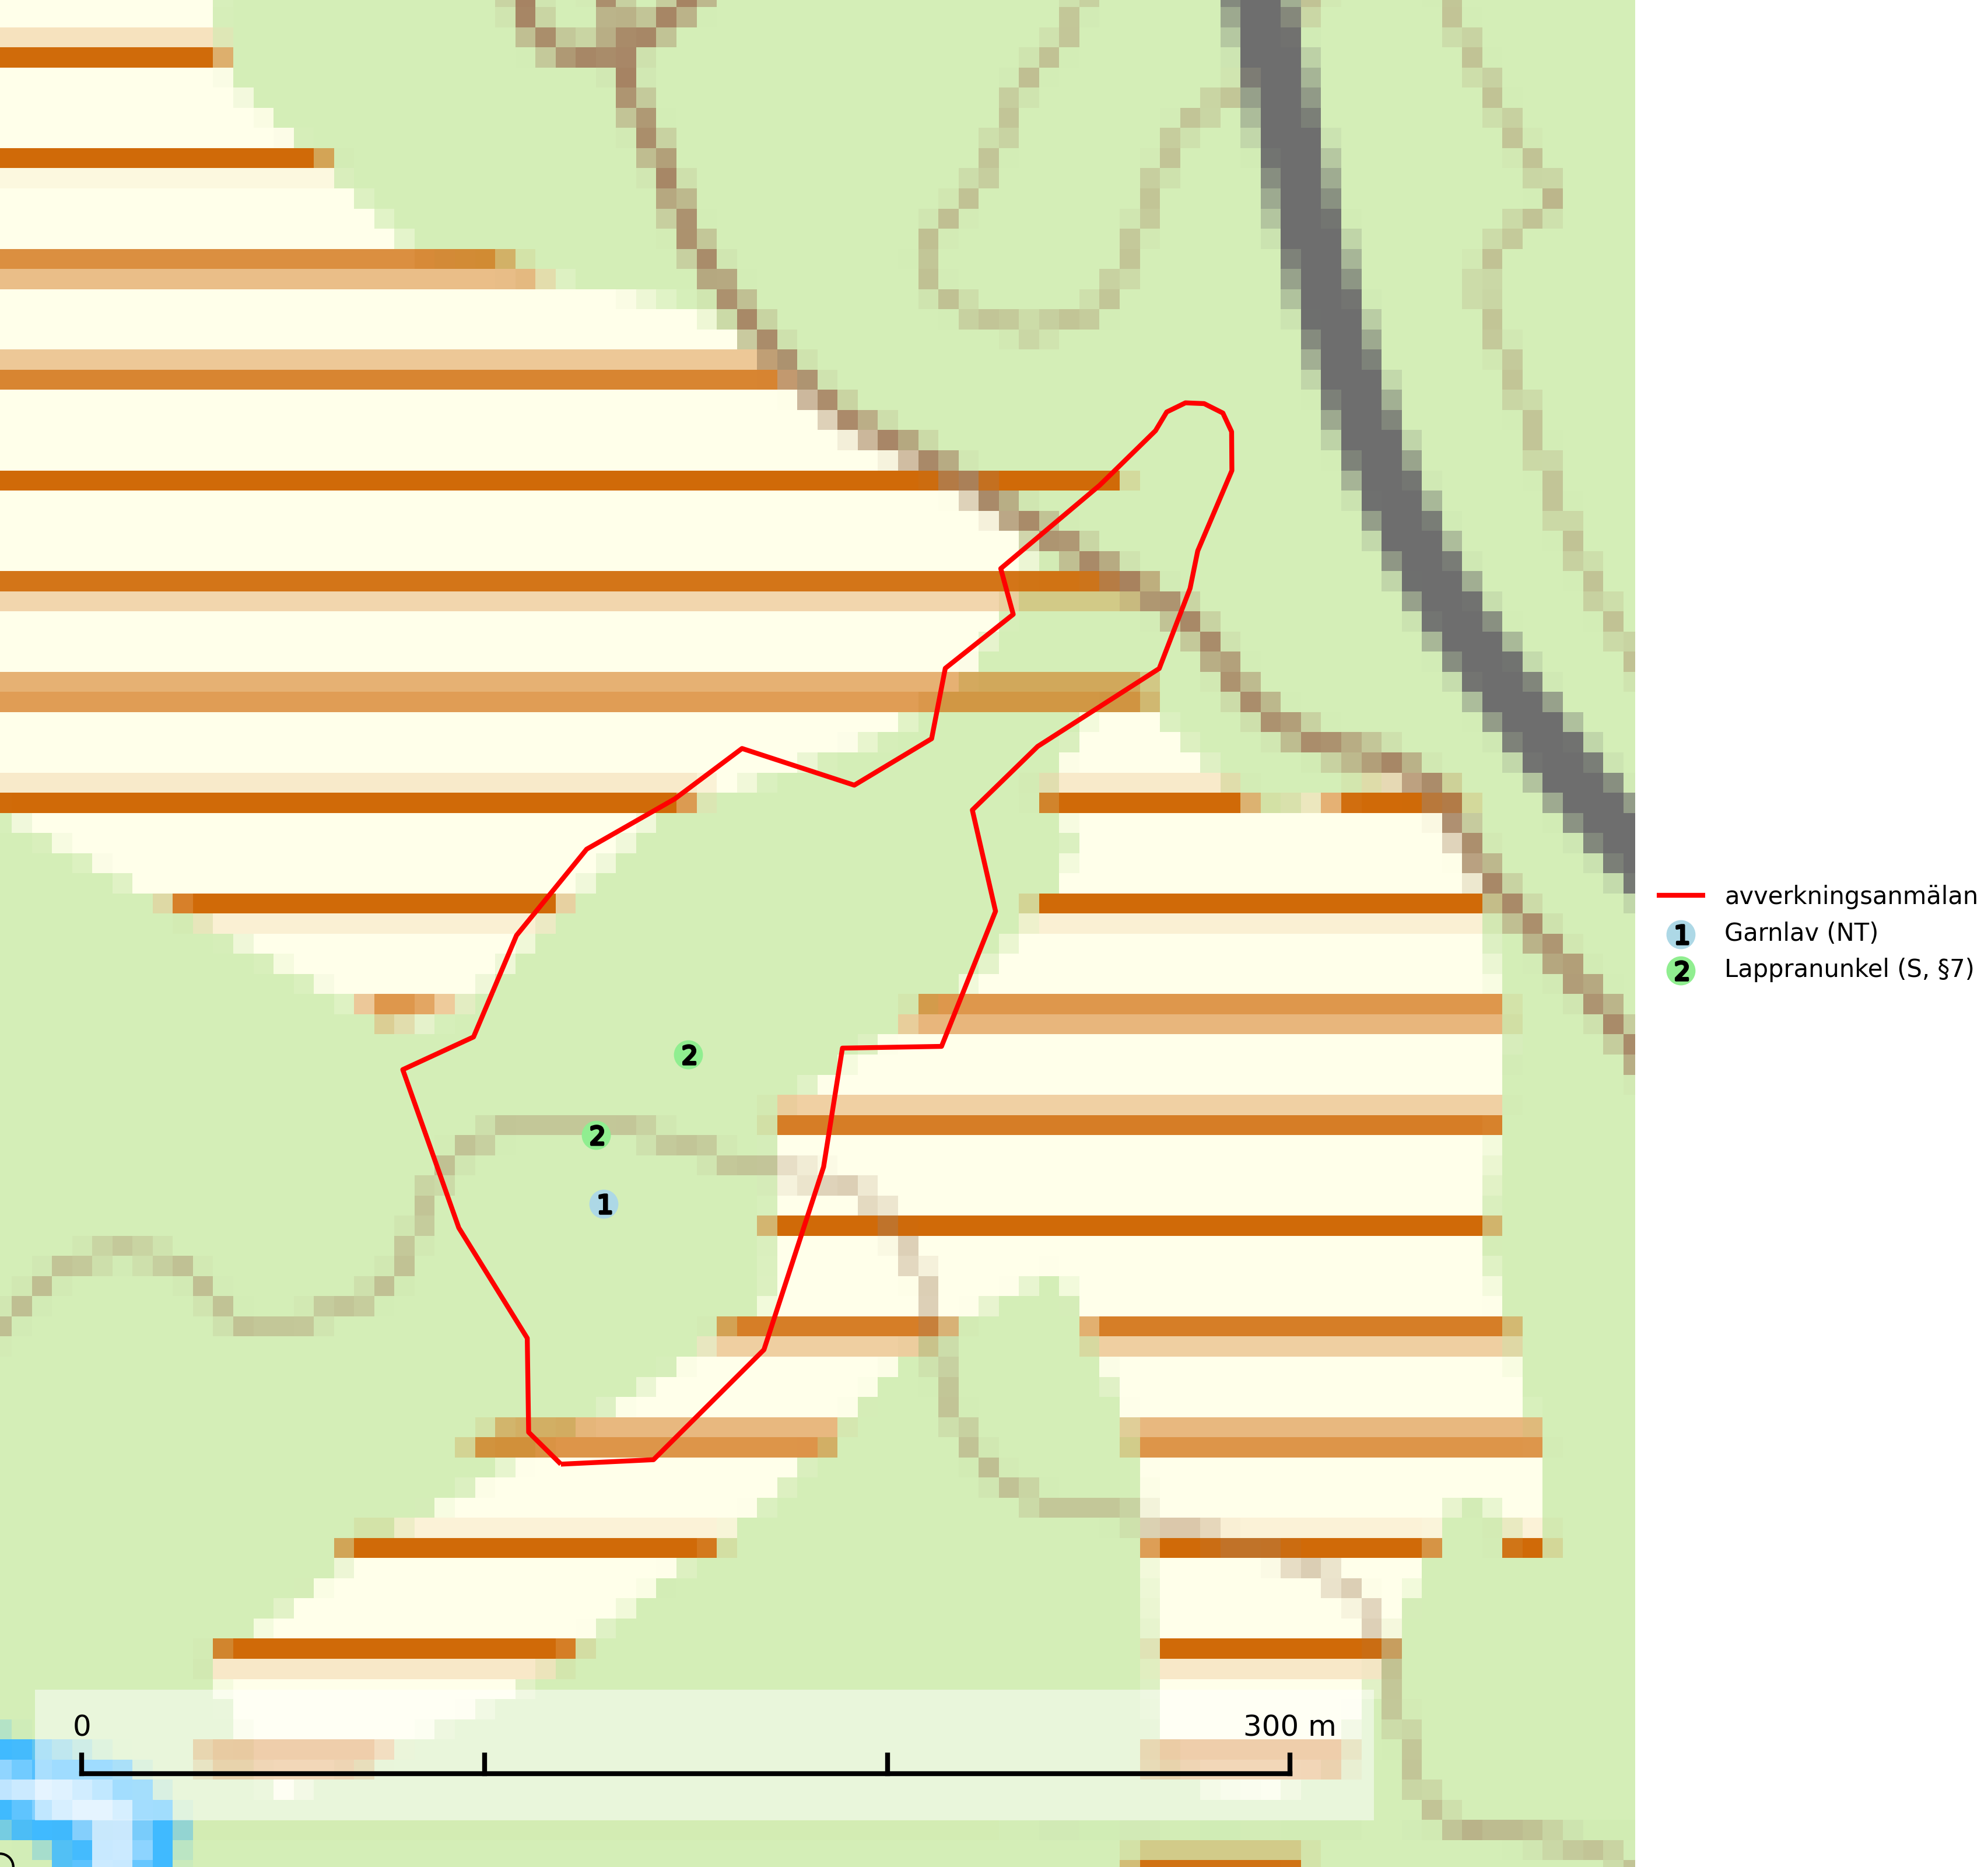 avverkningsanmälan
1 Garnlav (NT)
2 Lappranunkel (S, §7)
2
2
1
0 300 m